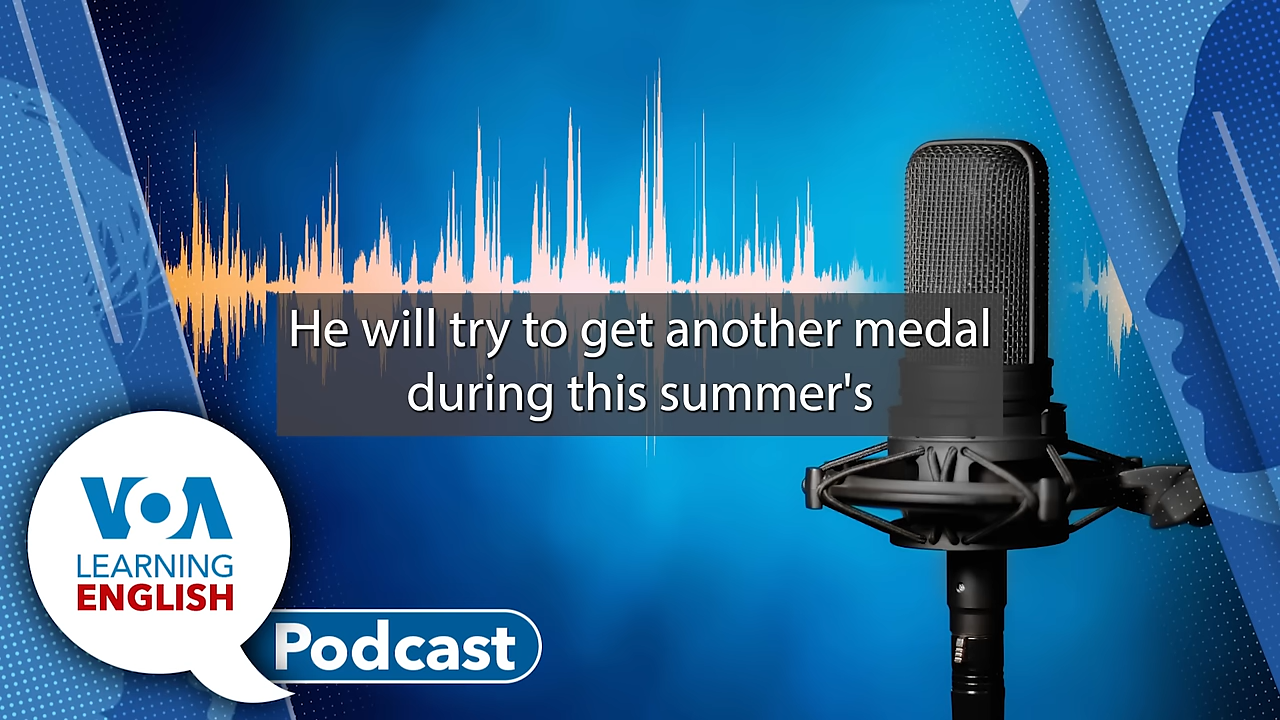 He will try to get another medal
during this summer's
VOA
LEARNING
ENGLISH
Podcast